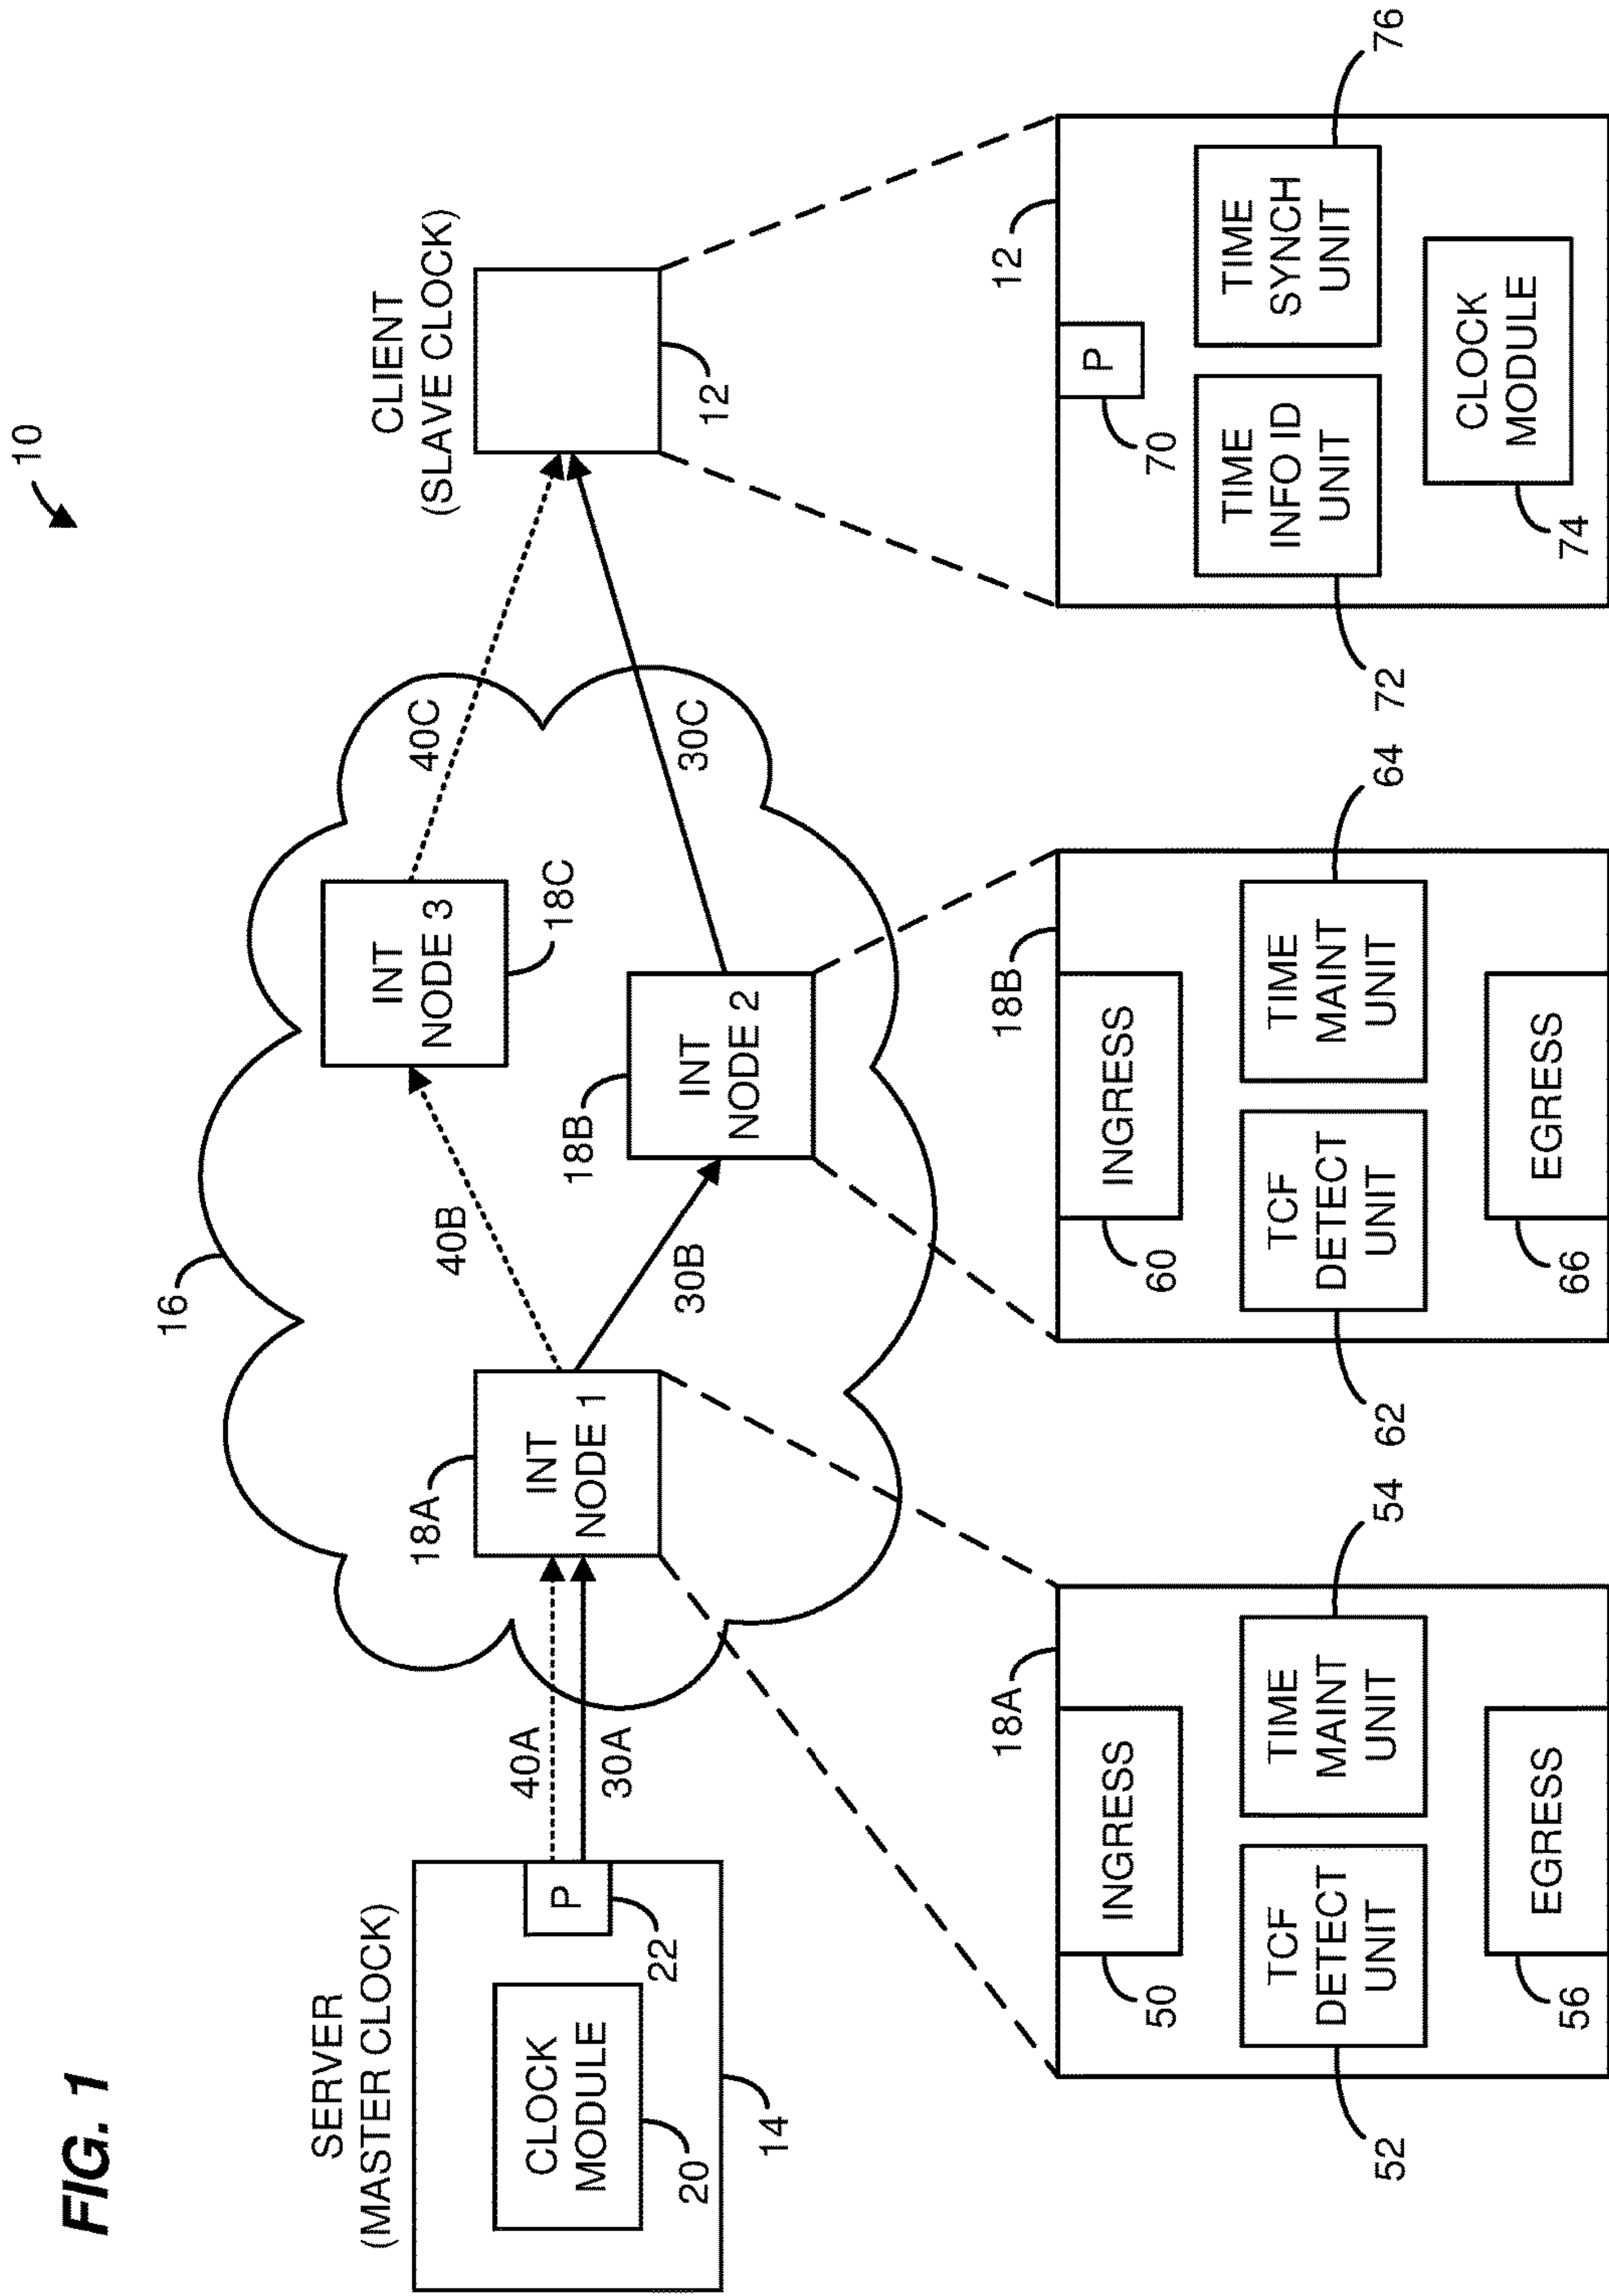 FIG. 1
10
SERVER
(MASTER CLOCK)
CLOCK
MODULE
20
P
22
14
40A
30A
16
18A
INT
NODE 1
40B
30B
INT
NODE 3
18C
18B
INT
NODE 2
40C
30C
CLIENT
(SLAVE CLOCK)
12
18A
INGRESS
50
TCF
DETECT
UNIT
52
TIME
MAINT
UNIT
54
EGRESS
56
18B
INGRESS
60
TCF
DETECT
UNIT
62
TIME
MAINT
UNIT
64
EGRESS
66
12
P
70
TIME
INFO ID
UNIT
72
TIME
SYNCH
UNIT
76
CLOCK
MODULE
74